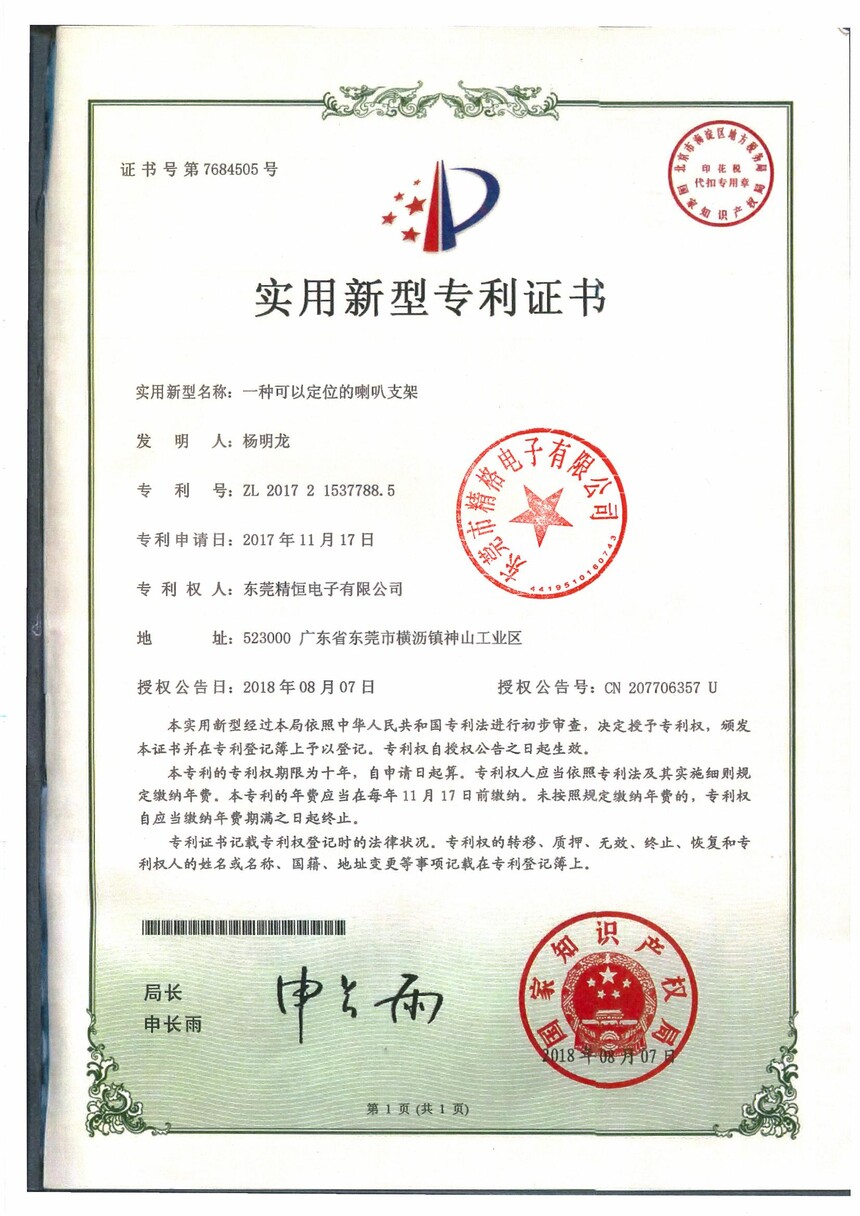 证书号第7684505号
北京市海淀区地方税务局
印花税
代扣专用章
国家知识产权局
实用新型专利证书
实用新型名称：一种可以定位的喇叭支架
发明人：杨明龙
专利号：ZL 2017 2 1537788.5
专利申请日：2017年11月17日
专利权人：东莞精恒电子有限公司
地址：523000 广东省东莞市横沥镇神山工业区
授权公告日：2018年08月07日 授权公告号：CN 207706357 U
东莞市精格电子有限公司
4419510160743
本实用新型经过本局依照中华人民共和国专利法进行初步审查，决定授予专利权，颁发
本证书并在专利登记簿上予以登记。专利权自授权公告之日起生效。
本专利的专利权期限为十年，自申请日起算。专利权人应当依照专利法及其实施细则规
定缴纳年费。本专利的年费应当在每年11月17日前缴纳。未按照规定缴纳年费的，专利权
自应当缴纳年费期满之日起终止。
专利证书记载专利权登记时的法律状况。专利权的转移、质押、无效、终止、恢复和专
利权人的姓名或名称、国籍、地址变更等事项记载在专利登记簿上。
局长
申长雨
申长雨
国家知识产权局
2018年08月07日
第1页(共1页)